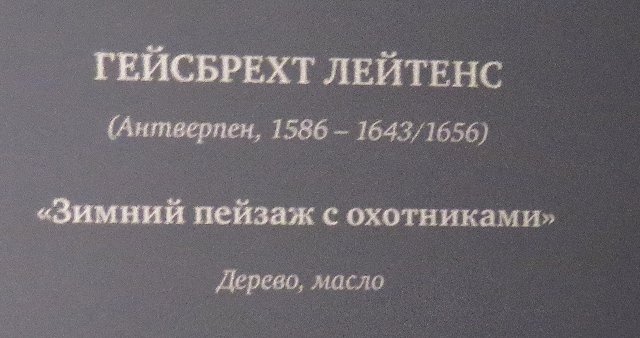 ГЕЙСБРЕХТ ЛЕЙТЕНС
(Антверпен, 1586 – 1643/1656)
«Зимний пейзаж с охотниками»
Дерево, масло